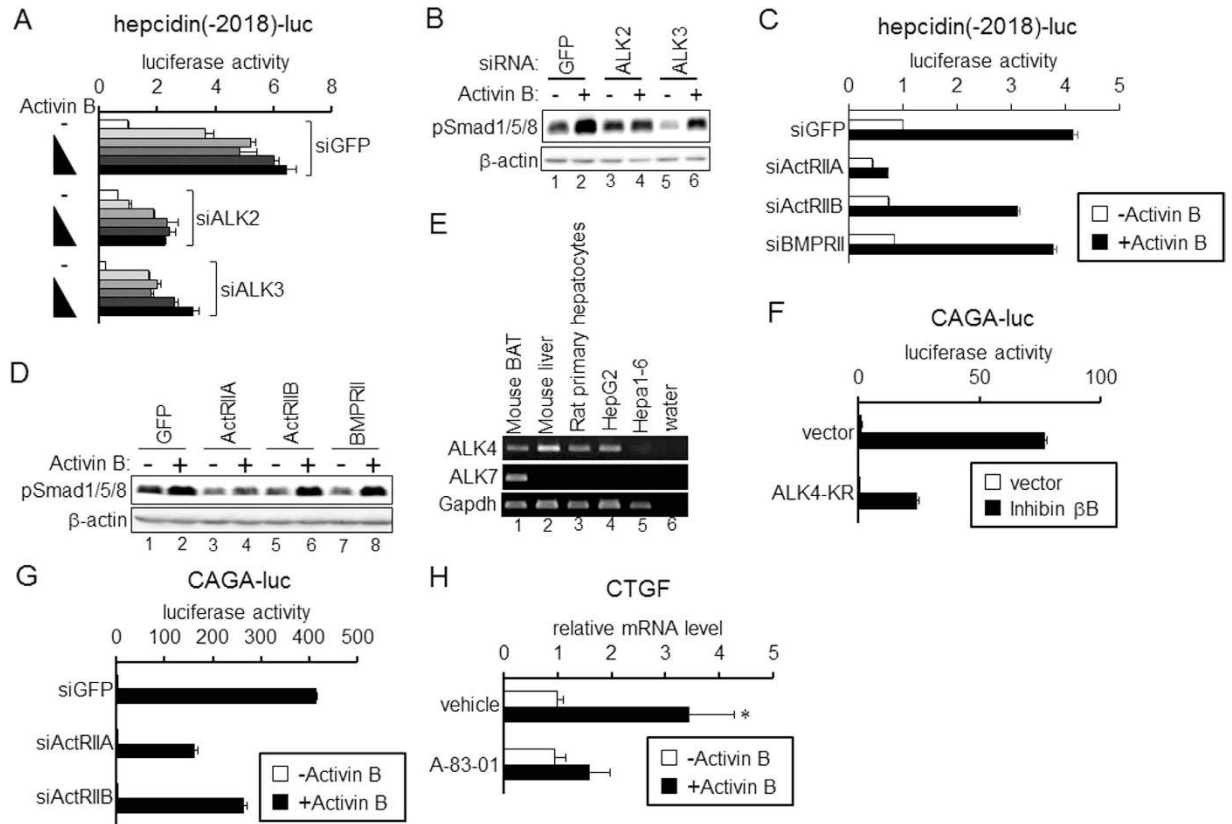 A
hepcidin(-2018)-luc
luciferase activity
0 2 4 6 8
Activin B
-
siGFP
-
siALK2
-
siALK3
B
siRNA: GFP ALK2 ALK3
Activin B: - + - + - +
pSmad1/5/8
β-actin
1 2 3 4 5 6
C
hepcidin(-2018)-luc
luciferase activity
0 1 2 3 4 5
siGFP
siActRIIA
siActRIIB
siBMPRII
-Activin B
+Activin B
D
GFP ActRIIA ActRIIB BMPRII
Activin B: - + - + - + - +
pSmad1/5/8
β-actin
1 2 3 4 5 6 7 8
E
Mouse BAT
Mouse liver
Rat primary hepatocytes
HepG2
Hepa1-6
water
ALK4
ALK7
Gapdh
1 2 3 4 5 6
F
CAGA-luc
luciferase activity
0 50 100
vector
ALK4-KR
vector
Inhibin βB
G
CAGA-luc
luciferase activity
0 100 200 300 400 500
siGFP
siActRIIA
siActRIIB
-Activin B
+Activin B
H
CTGF
relative mRNA level
0 1 2 3 4 5
vehicle
*
A-83-01
-Activin B
+Activin B